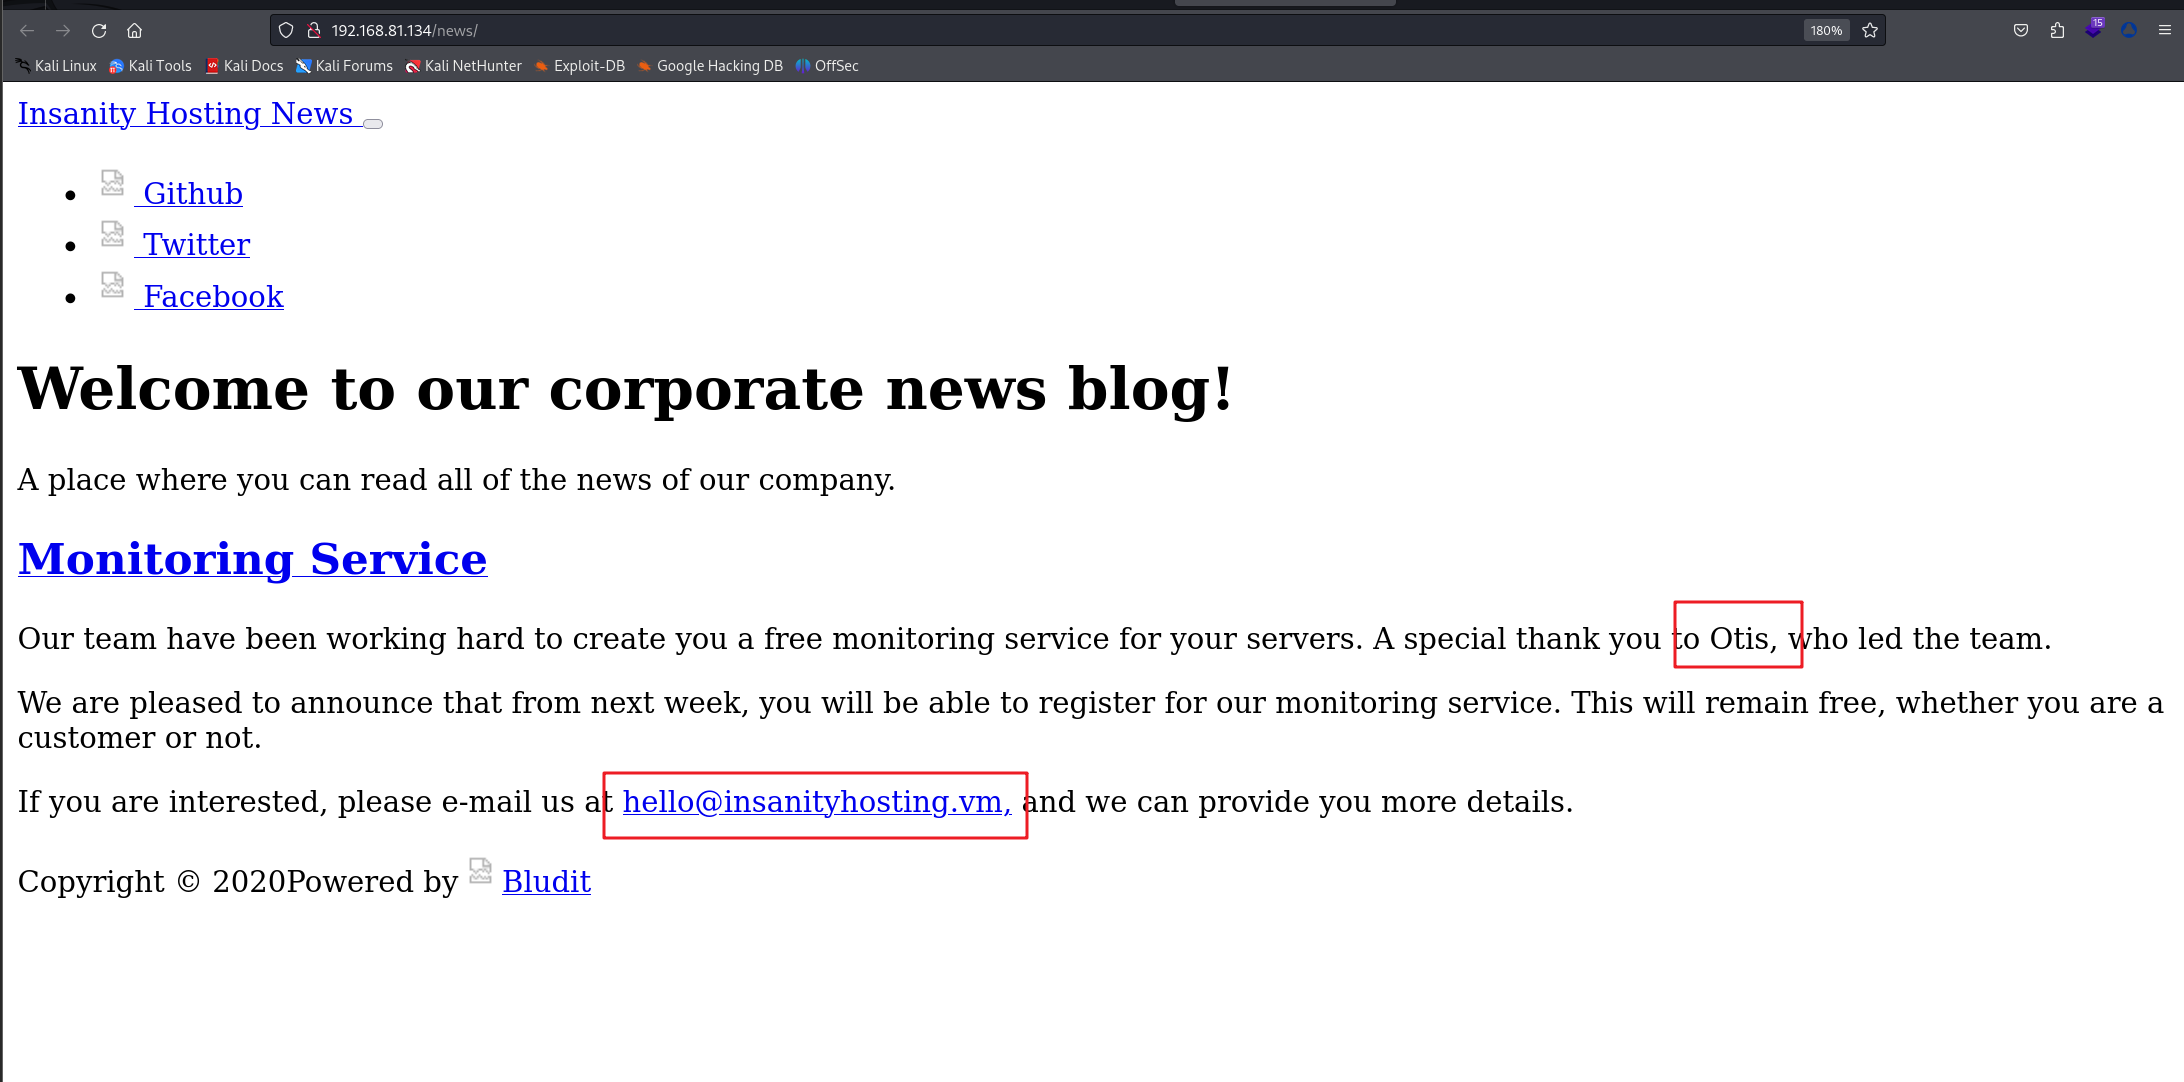 192.168.81.134/news/
180%
15
Kali Linux Kali Tools Kali Docs Kali Forums Kali NetHunter Exploit-DB Google Hacking DB OffSec
Insanity Hosting News
Github
Twitter
Facebook
Welcome to our corporate news blog!
A place where you can read all of the news of our company.
Monitoring Service
Our team have been working hard to create you a free monitoring service for your servers. A special thank you to Otis, who led the team.
We are pleased to announce that from next week, you will be able to register for our monitoring service. This will remain free, whether you are a
customer or not.
If you are interested, please e-mail us at hello@insanityhosting.vm, and we can provide you more details.
Copyright © 2020Powered by Bludit